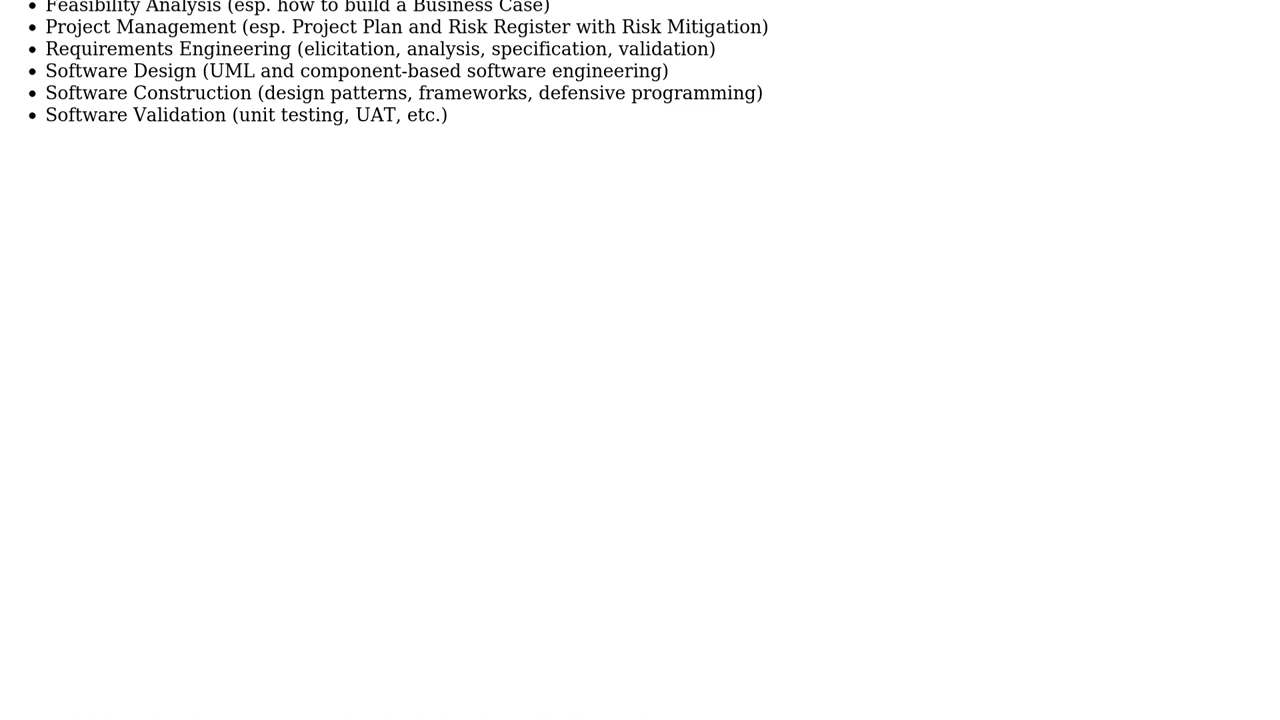 • Feasibility Analysis (esp. how to build a Business Case)
• Project Management (esp. Project Plan and Risk Register with Risk Mitigation)
• Requirements Engineering (elicitation, analysis, specification, validation)
• Software Design (UML and component-based software engineering)
• Software Construction (design patterns, frameworks, defensive programming)
• Software Validation (unit testing, UAT, etc.)